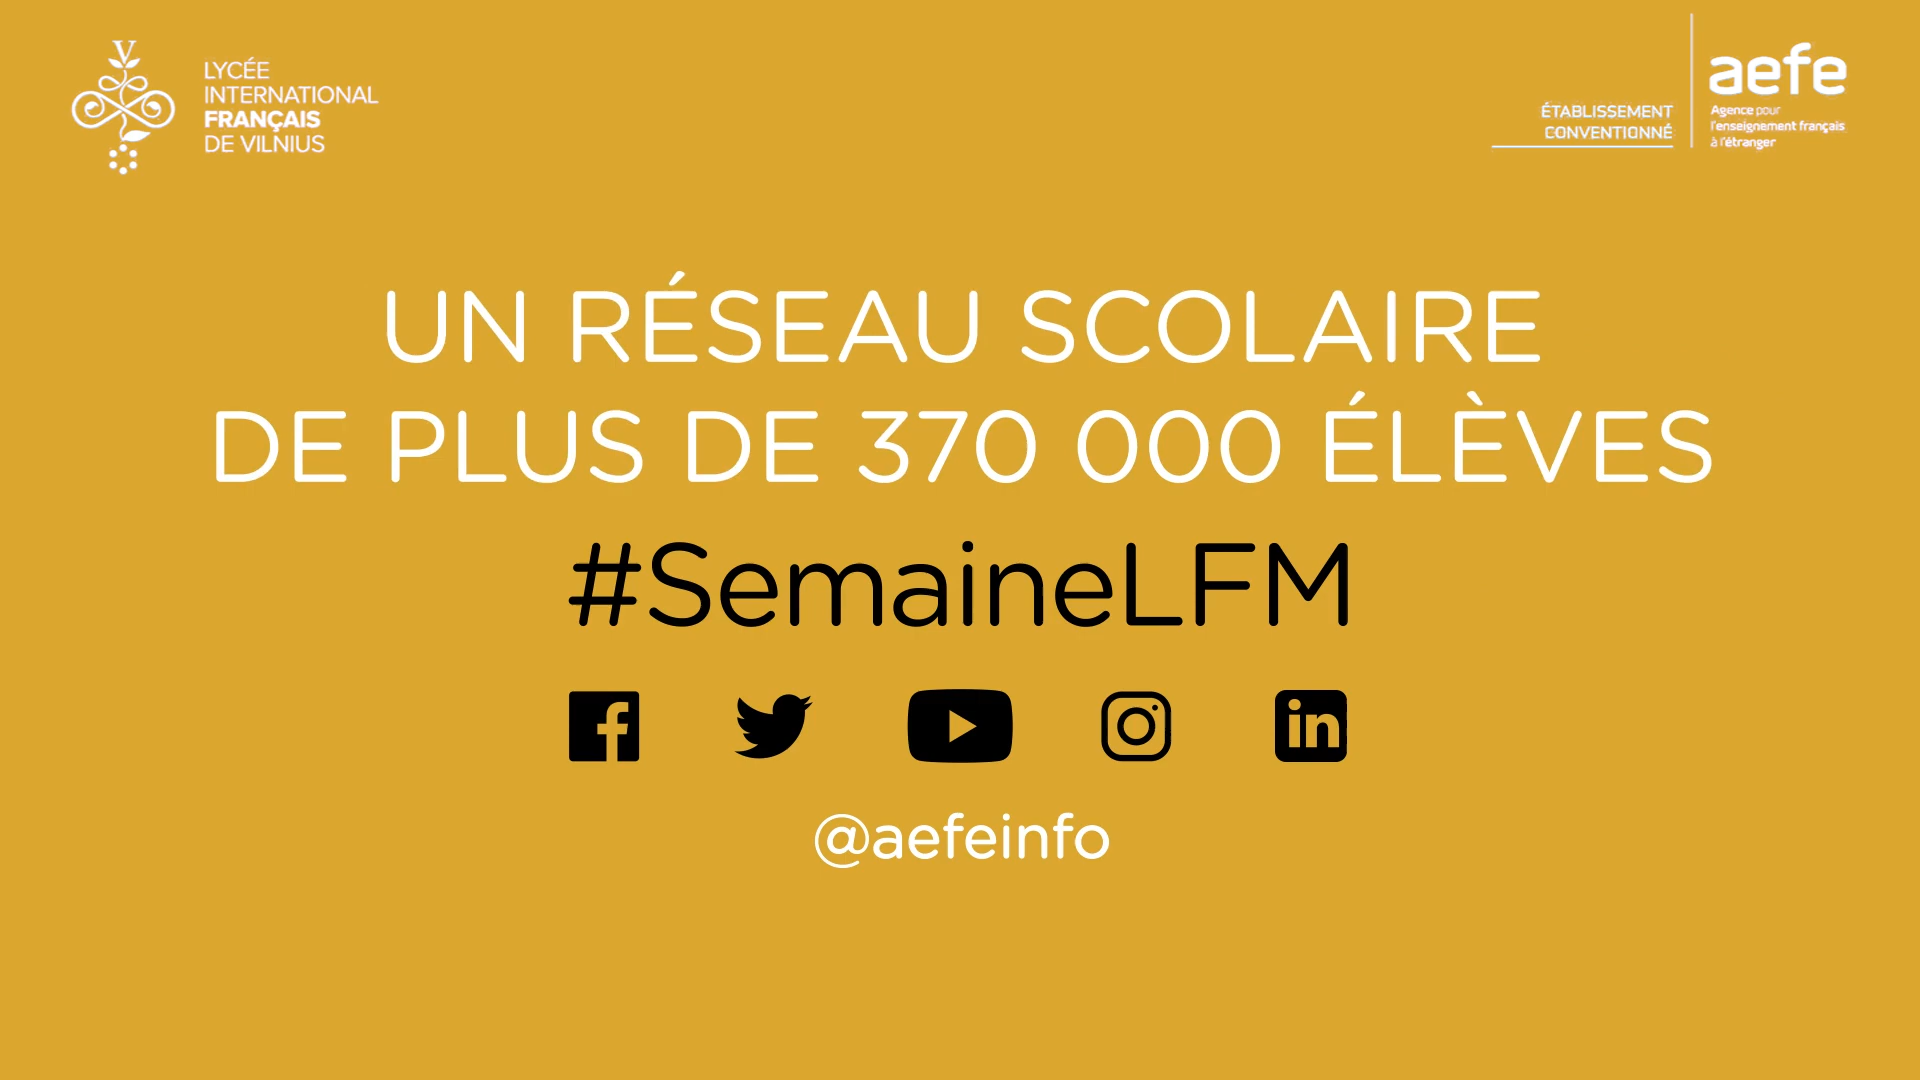 V
LYCÉE
INTERNATIONAL
FRANÇAIS
DE VILNIUS
ÉTABLISSEMENT
CONVENTIONNÉ
aefe
Agence pour
l'enseignement français
à l'étranger
UN RÉSEAU SCOLAIRE
DE PLUS DE 370 000 ÉLÈVES
#SemaineLFM
@aefeinfo